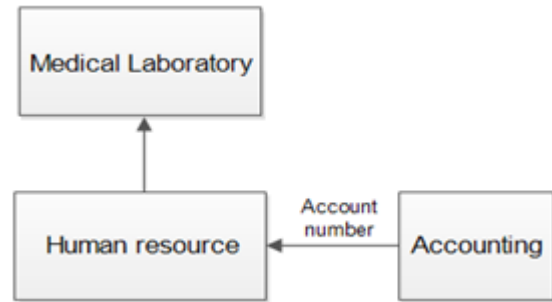 Medical Laboratory
Account
number
Human resource
Accounting